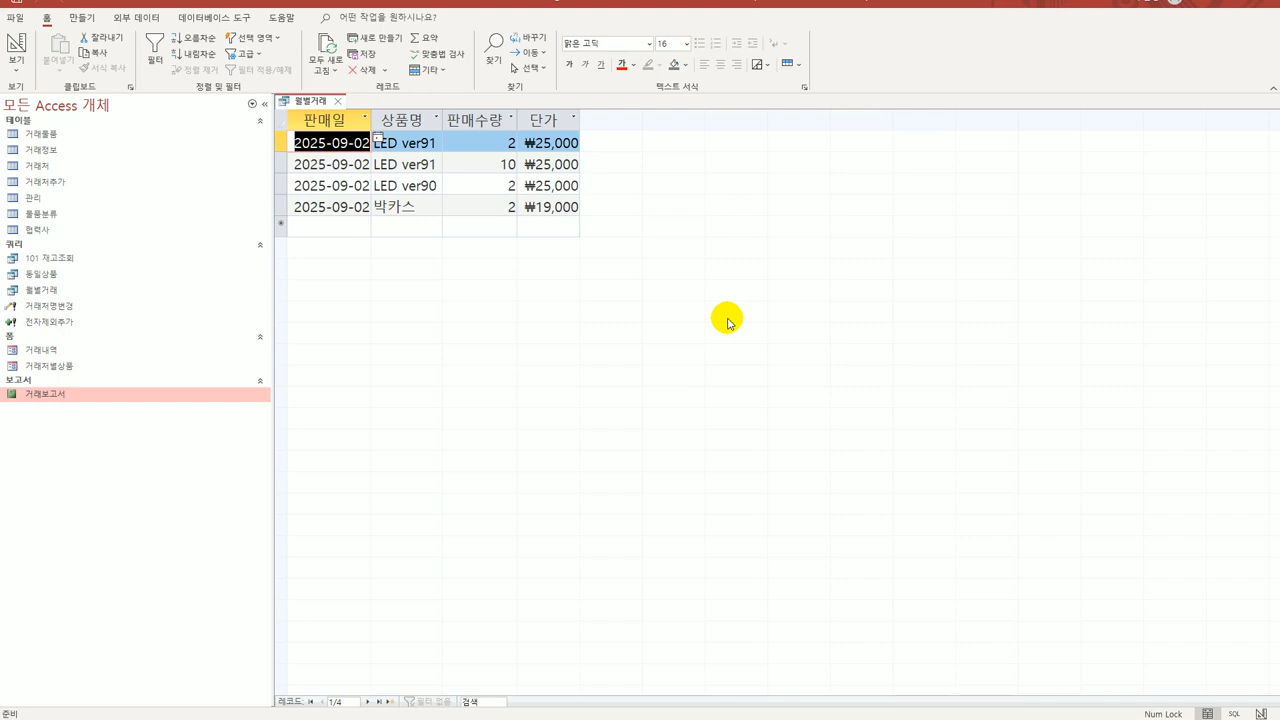 파일 홈 만들기 외부 데이터 데이터베이스 도구 도움말 어떤 작업을 원하시나요?
보기 붙여넣기 잘라내기 복사 서식 복사
필터 오름차순 내림차순 정렬 제거 선택 영역 고급 필터 적용/해제
모두 새로 고침 새로 만들기 저장 삭제 요약 맞춤법 검사 기타
찾기 바꾸기 이동 선택
맑은 고딕 16
가 가 가 가
보기 클립보드 정렬 및 필터 레코드 찾기 텍스트 서식
모든 Access 개체
테이블
거래물품
거래정보
거래처
거래처추가
관리
물품분류
협력사
쿼리
101 재고조회
동일상품
월별거래
거래처명변경
전자제외추가
폼
거래내역
거래처별상품
보고서
거래보고서
월별거래
판매일 상품명 판매수량 단가
2025-09-02 LED ver91 2 ₩25,000
2025-09-02 LED ver91 10 ₩25,000
2025-09-02 LED ver90 2 ₩25,000
2025-09-02 박카스 2 ₩19,000
레코드: 1/4 필터 없음 검색
준비 Num Lock SQL